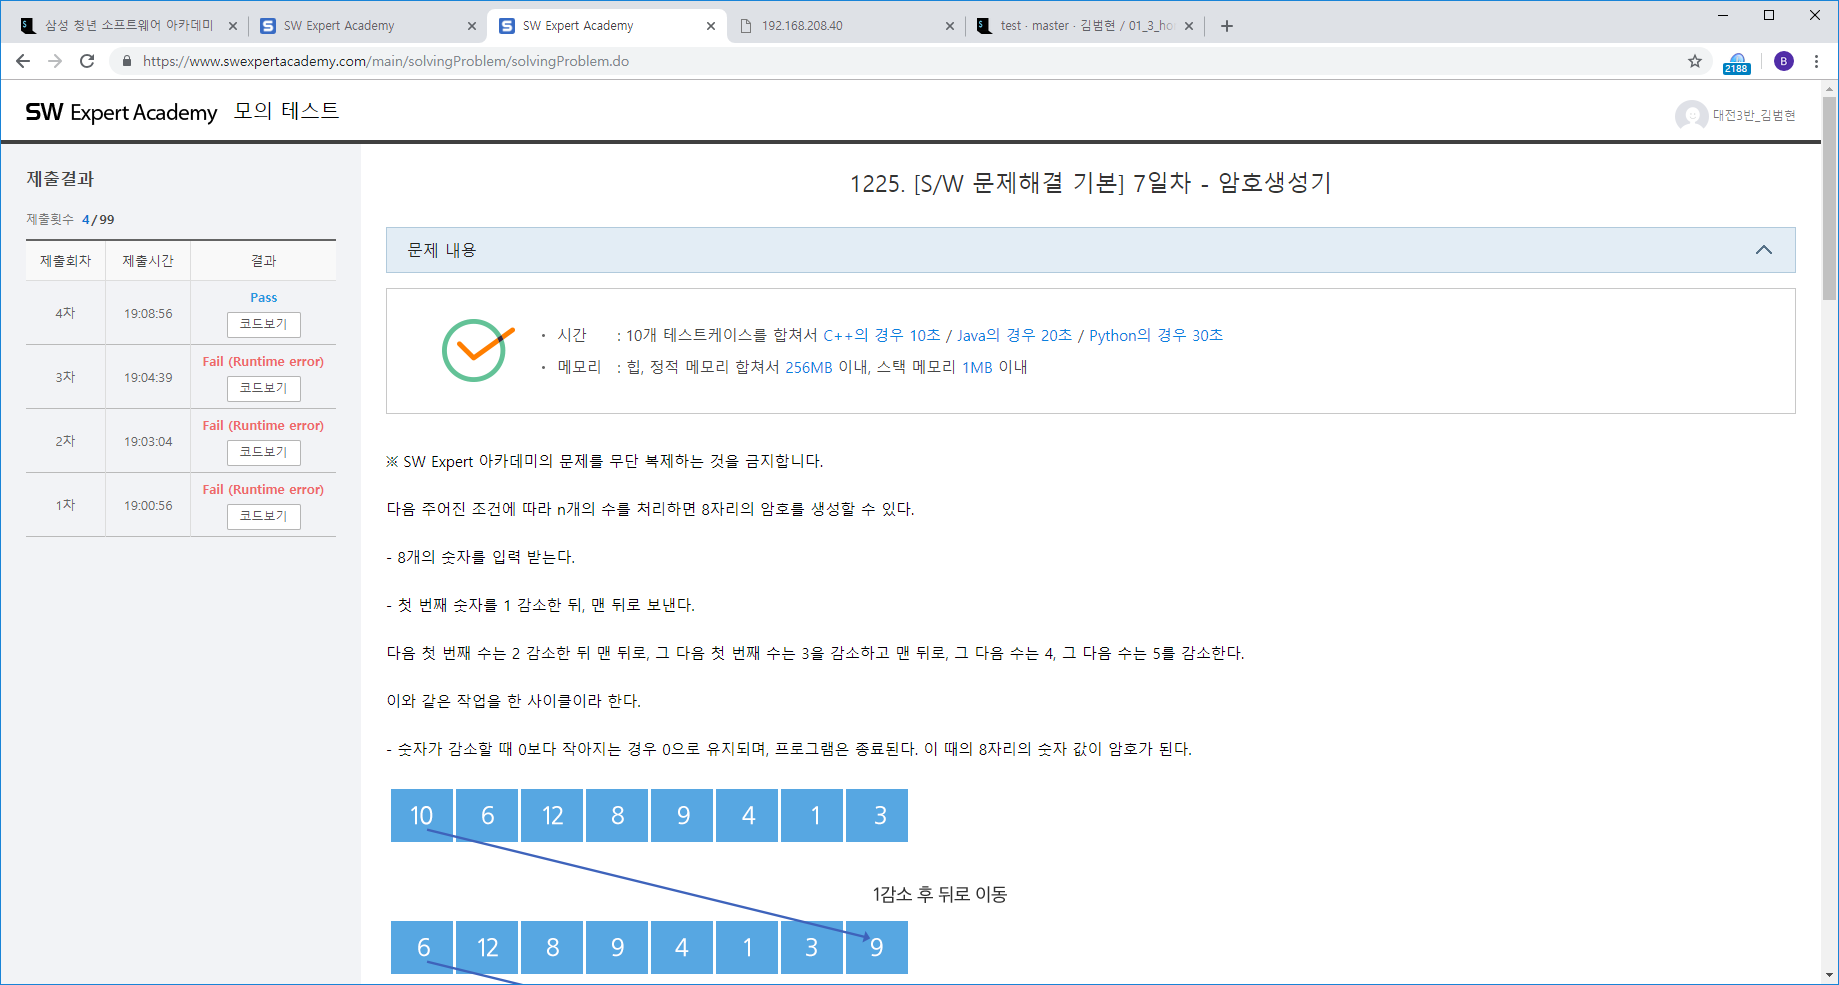 삼성 청년 소프트웨어 아카데미
SW Expert Academy
SW Expert Academy
192.168.208.40
test · master · 김범현 / 01_3_ho
https://www.swexpertacademy.com/main/solvingProblem/solvingProblem.do
2188
B
SW Expert Academy 모의 테스트
대전3반_김범현
제출결과
제출횟수 4/99
제출회차 제출시간 결과
4차 19:08:56 Pass
코드보기
3차 19:04:39 Fail (Runtime error)
코드보기
2차 19:03:04 Fail (Runtime error)
코드보기
1차 19:00:56 Fail (Runtime error)
코드보기
1225. [S/W 문제해결 기본] 7일차 - 암호생성기
문제 내용
· 시간 : 10개 테스트케이스를 합쳐서 C++의 경우 10초 / Java의 경우 20초 / Python의 경우 30초
· 메모리 : 힙, 정적 메모리 합쳐서 256MB 이내, 스택 메모리 1MB 이내
※ SW Expert 아카데미의 문제를 무단 복제하는 것을 금지합니다.
다음 주어진 조건에 따라 n개의 수를 처리하면 8자리의 암호를 생성할 수 있다.
- 8개의 숫자를 입력 받는다.
- 첫 번째 숫자를 1 감소한 뒤, 맨 뒤로 보낸다.
다음 첫 번째 수는 2 감소한 뒤 맨 뒤로, 그 다음 첫 번째 수는 3을 감소하고 맨 뒤로, 그 다음 수는 4, 그 다음 수는 5를 감소한다.
이와 같은 작업을 한 사이클이라 한다.
- 숫자가 감소할 때 0보다 작아지는 경우 0으로 유지되며, 프로그램은 종료된다. 이 때의 8자리의 숫자 값이 암호가 된다.
10 6 12 8 9 4 1 3
1감소 후 뒤로 이동
6 12 8 9 4 1 3 9